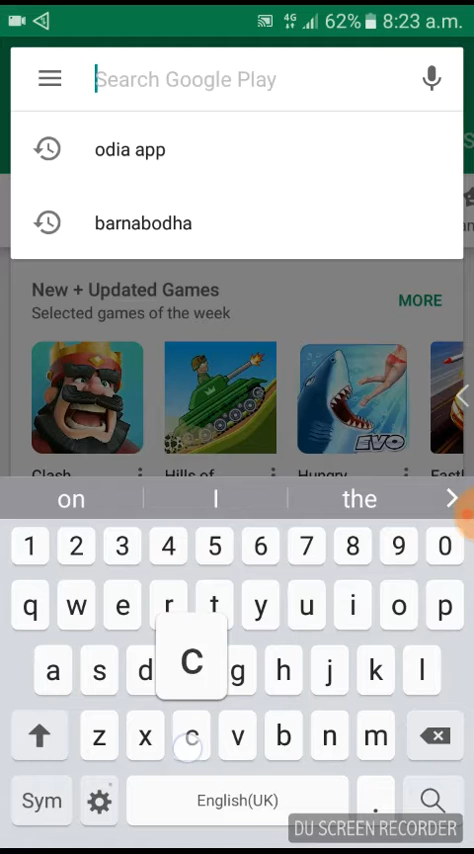 4G 62% 8:23 a.m.
Search Google Play
odia app
barnabodha
New + Updated Games
MORE
Selected games of the week
EVO
Clash
Hills of
Hungry
on I the
1 2 3 4 5 6 7 8 9 0
q w e r t y u i o p
C
a s d g h j k l
z x c v b n m
Sym English(UK) .
DU SCREEN RECORDER